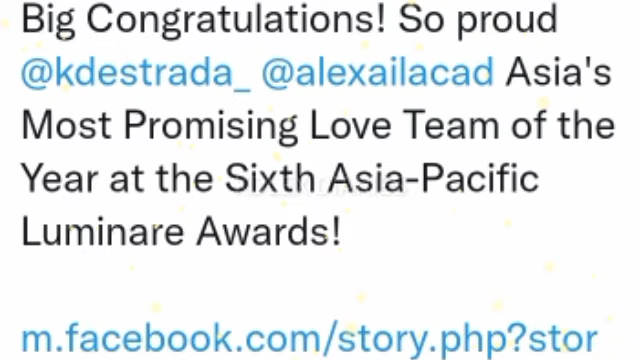 Big Congratulations! So proud
@kdestrada_ @alexailacad Asia's
Most Promising Love Team of the
Year at the Sixth Asia-Pacific
Luminare Awards!
m.facebook.com/story.php?stor